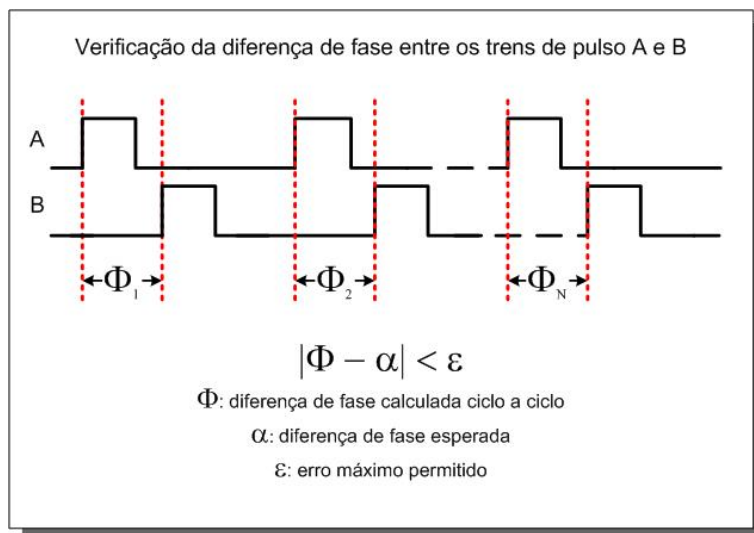 Verificação da diferença de fase entre os trens de pulso A e B
A
B
Φ₁
Φ₂
Φ_N
|Φ − α| < ε
Φ: diferença de fase calculada ciclo a ciclo
α: diferença de fase esperada
ε: erro máximo permitido